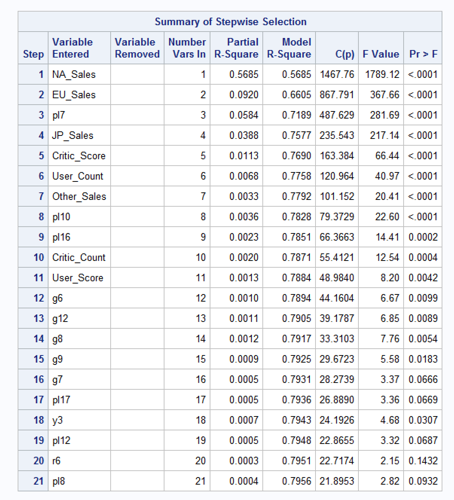 Summary of Stepwise Selection
Step Variable Entered Variable Removed Number Vars In Partial R-Square Model R-Square C(p) F Value Pr > F
1 NA_Sales 1 0.5685 0.5685 1467.76 1789.12 <.0001
2 EU_Sales 2 0.0920 0.6605 867.791 367.66 <.0001
3 pl7 3 0.0584 0.7189 487.629 281.69 <.0001
4 JP_Sales 4 0.0388 0.7577 235.543 217.14 <.0001
5 Critic_Score 5 0.0113 0.7690 163.384 66.44 <.0001
6 User_Count 6 0.0068 0.7758 120.964 40.97 <.0001
7 Other_Sales 7 0.0033 0.7792 101.152 20.41 <.0001
8 pl10 8 0.0036 0.7828 79.3729 22.60 <.0001
9 pl16 9 0.0023 0.7851 66.3663 14.41 0.0002
10 Critic_Count 10 0.0020 0.7871 55.4121 12.54 0.0004
11 User_Score 11 0.0013 0.7884 48.9840 8.20 0.0042
12 g6 12 0.0010 0.7894 44.1604 6.67 0.0099
13 g12 13 0.0011 0.7905 39.1787 6.85 0.0089
14 g8 14 0.0012 0.7917 33.3103 7.76 0.0054
15 g9 15 0.0009 0.7925 29.6723 5.58 0.0183
16 g7 16 0.0005 0.7931 28.2739 3.37 0.0666
17 pl17 17 0.0005 0.7936 26.8890 3.36 0.0669
18 y3 18 0.0007 0.7943 24.1926 4.68 0.0307
19 pl12 19 0.0005 0.7948 22.8655 3.32 0.0687
20 r6 20 0.0003 0.7951 22.7174 2.15 0.1432
21 pl8 21 0.0004 0.7956 21.8953 2.82 0.0932